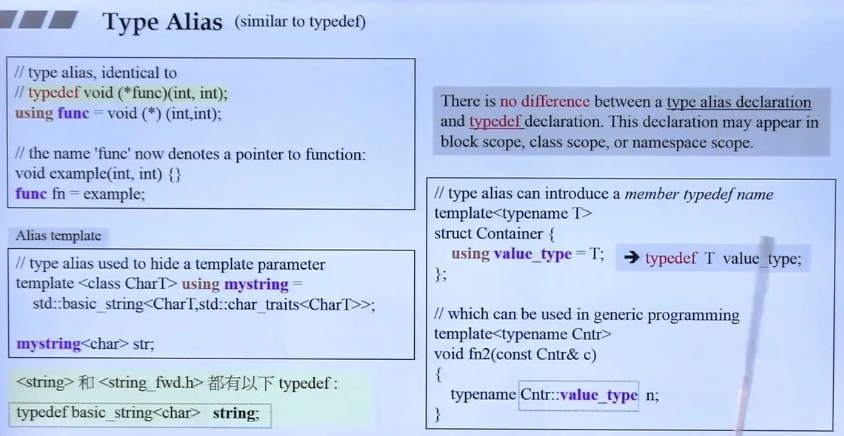 Type Alias (similar to typedef)
// type alias, identical to
// typedef void (*func)(int, int);
using func = void (*) (int,int);
// the name 'func' now denotes a pointer to function:
void example(int, int) {}
func fn = example;
Alias template
// type alias used to hide a template parameter
template <class CharT> using mystring =
std::basic_string<CharT,std::char_traits<CharT>>;
mystring<char> str;
<string> 和 <string_fwd.h> 都有以下 typedef :
typedef basic_string<char> string;
There is no difference between a type alias declaration
and typedef declaration. This declaration may appear in
block scope, class scope, or namespace scope.
// type alias can introduce a member typedef name
template<typename T>
struct Container {
using value_type = T; ➔ typedef T value_type;
};
// which can be used in generic programming
template<typename Cntr>
void fn2(const Cntr& c)
{
typename Cntr::value_type n;
}